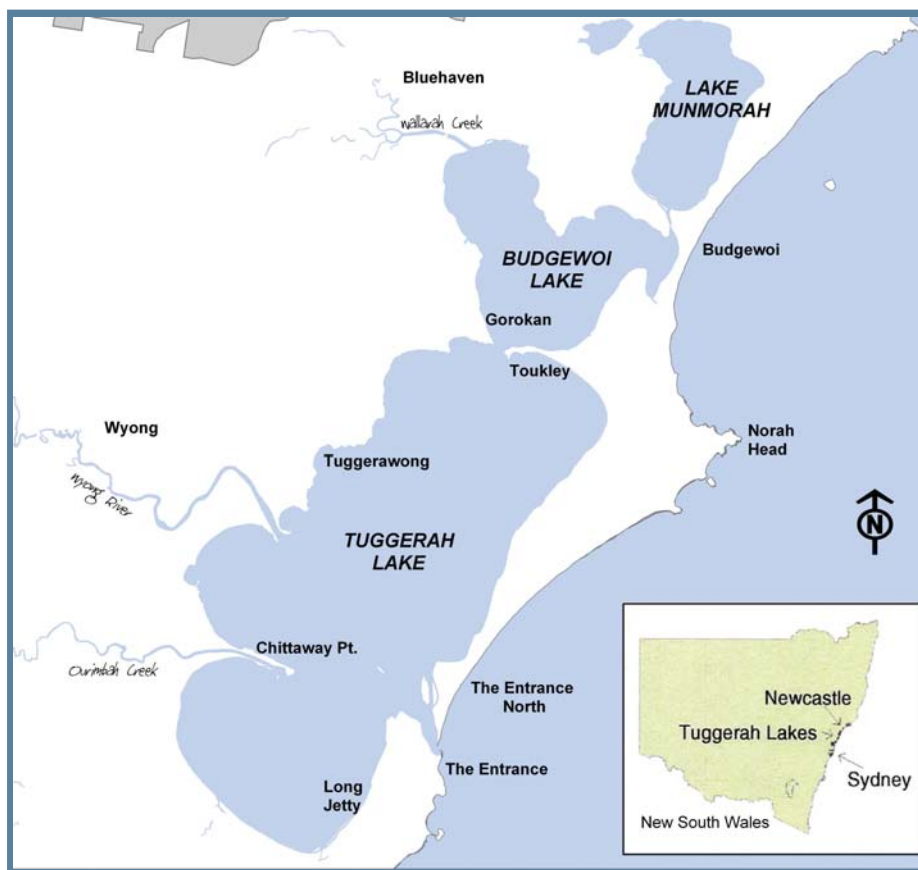 Bluehaven
Wallarah Creek
LAKE
MUNMORAH
BUDGEWOI
LAKE
Budgewoi
Gorokan
Toukley
Wyong
Norah
Head
Tuggerawong
Wyong River
N
TUGGERAH
LAKE
Chittaway Pt.
Ourimbah Creek
The Entrance
North
The Entrance
Long
Jetty
Newcastle
Tuggerah Lakes
Sydney
New South Wales